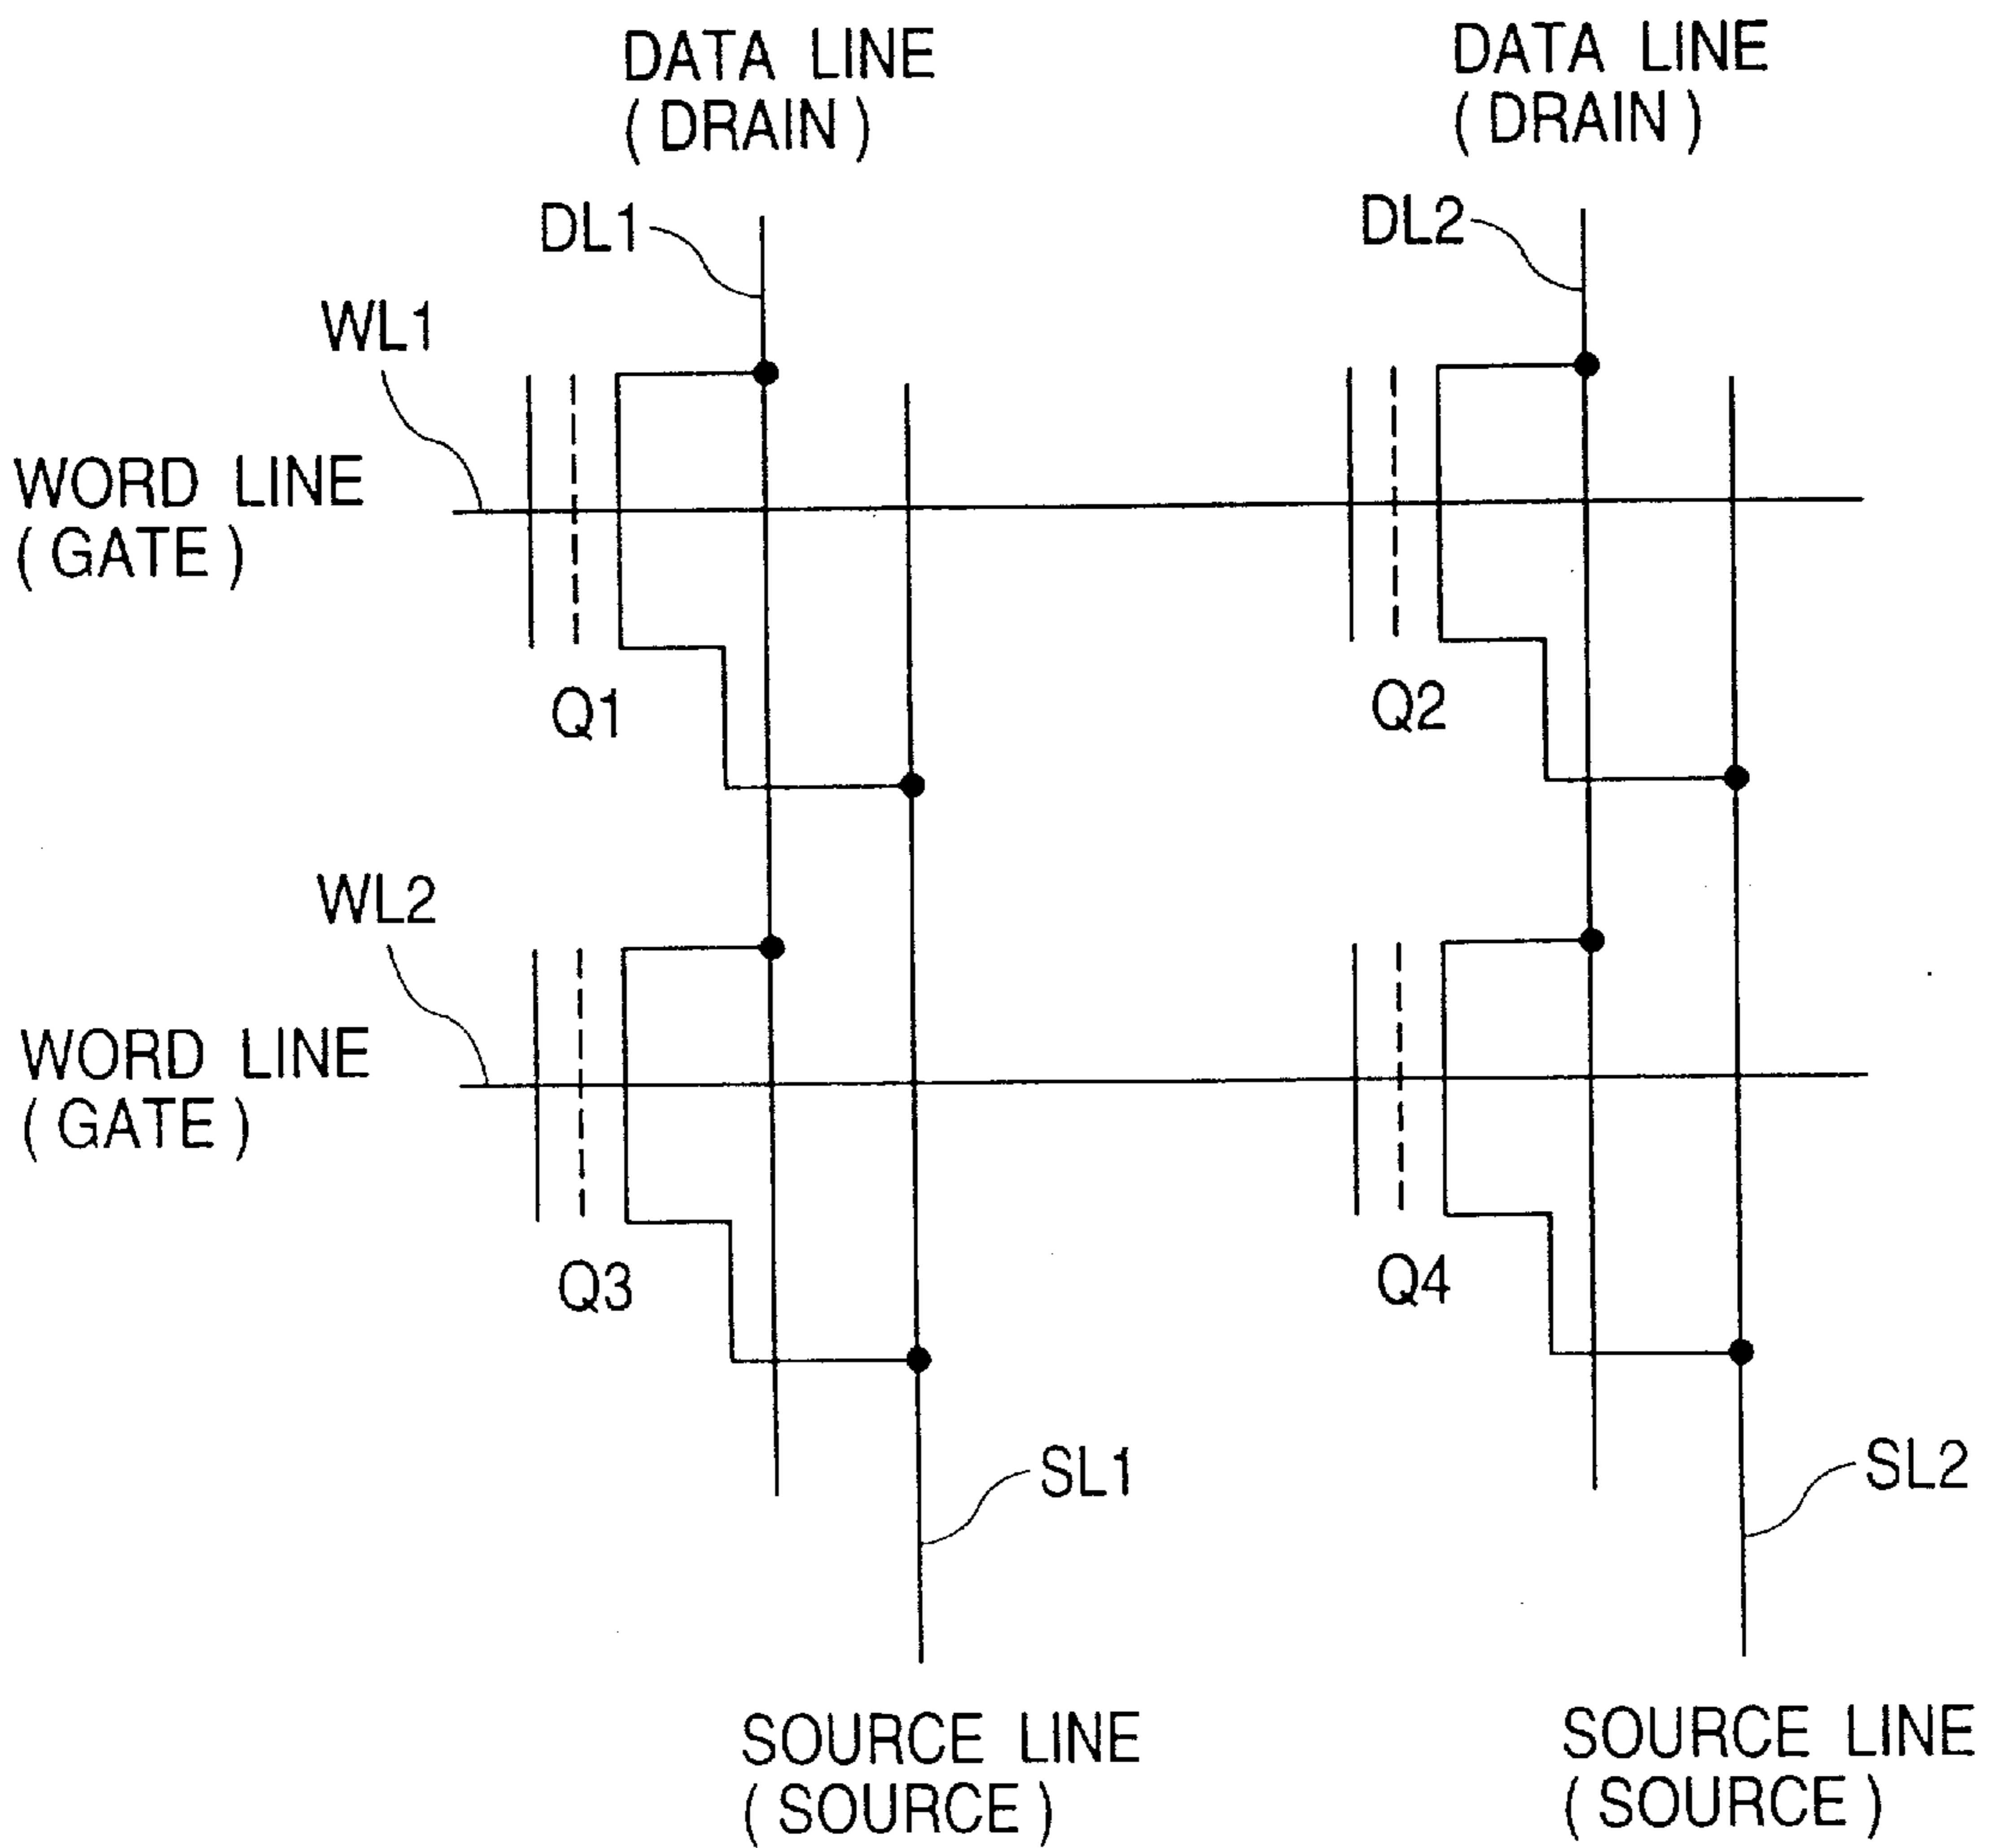 DATA LINE
( DRAIN )
DATA LINE
( DRAIN )
DL1
DL2
WL1
WORD LINE
( GATE )
Q1
Q2
WL2
WORD LINE
( GATE )
Q3
Q4
SL1
SL2
SOURCE LINE
( SOURCE )
SOURCE LINE
( SOURCE )